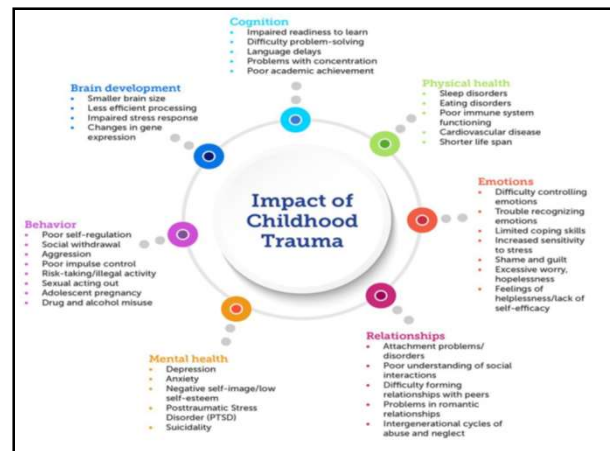 Cognition
Impaired readiness to learn
Difficulty problem-solving
Language delays
Problems with concentration
Poor academic achievement
Physical health
Sleep disorders
Eating disorders
Poor immune system
functioning
Cardiovascular disease
Shorter life span
Emotions
Difficulty controlling
emotions
Trouble recognizing
emotions
Limited coping skills
Increased sensitivity
to stress
Shame and guilt
Excessive worry,
hopelessness
Feelings of
helplessness/lack of
self-efficacy
Relationships
Attachment problems/
disorders
Poor understanding of social
interactions
Difficulty forming
relationships with peers
Problems in romantic
relationships
Intergenerational cycles of
abuse and neglect
Mental health
Depression
Anxiety
Negative self-image/low
self-esteem
Posttraumatic Stress
Disorder (PTSD)
Suicidality
Behavior
Poor self-regulation
Social withdrawal
Aggression
Poor impulse control
Risk-taking/illegal activity
Sexual acting out
Adolescent pregnancy
Drug and alcohol misuse
Brain development
Smaller brain size
Less efficient processing
Impaired stress response
Changes in gene
expression
Impact of
Childhood
Trauma